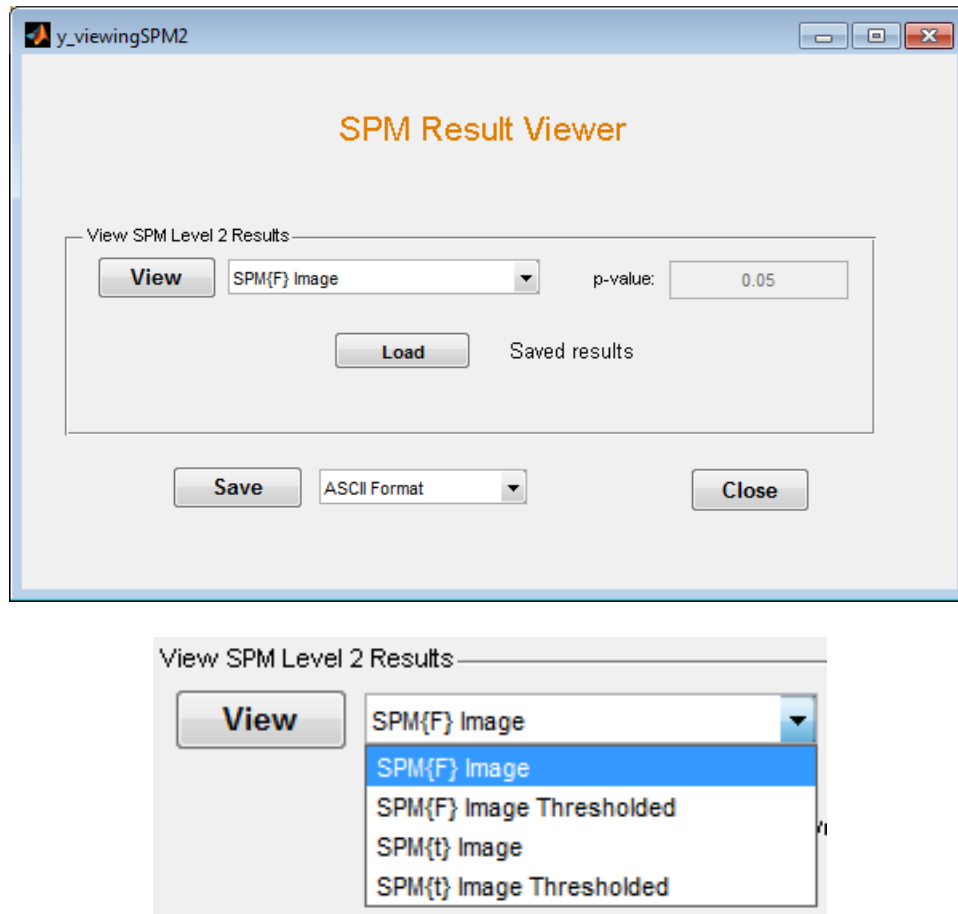 y_viewingSPM2
SPM Result Viewer
View SPM Level 2 Results
View SPM{F} Image p-value: 0.05
Load Saved results
Save ASCII Format Close
View SPM Level 2 Results
View SPM{F} Image
SPM{F} Image
SPM{F} Image Thresholded
SPM{t} Image
SPM{t} Image Thresholded